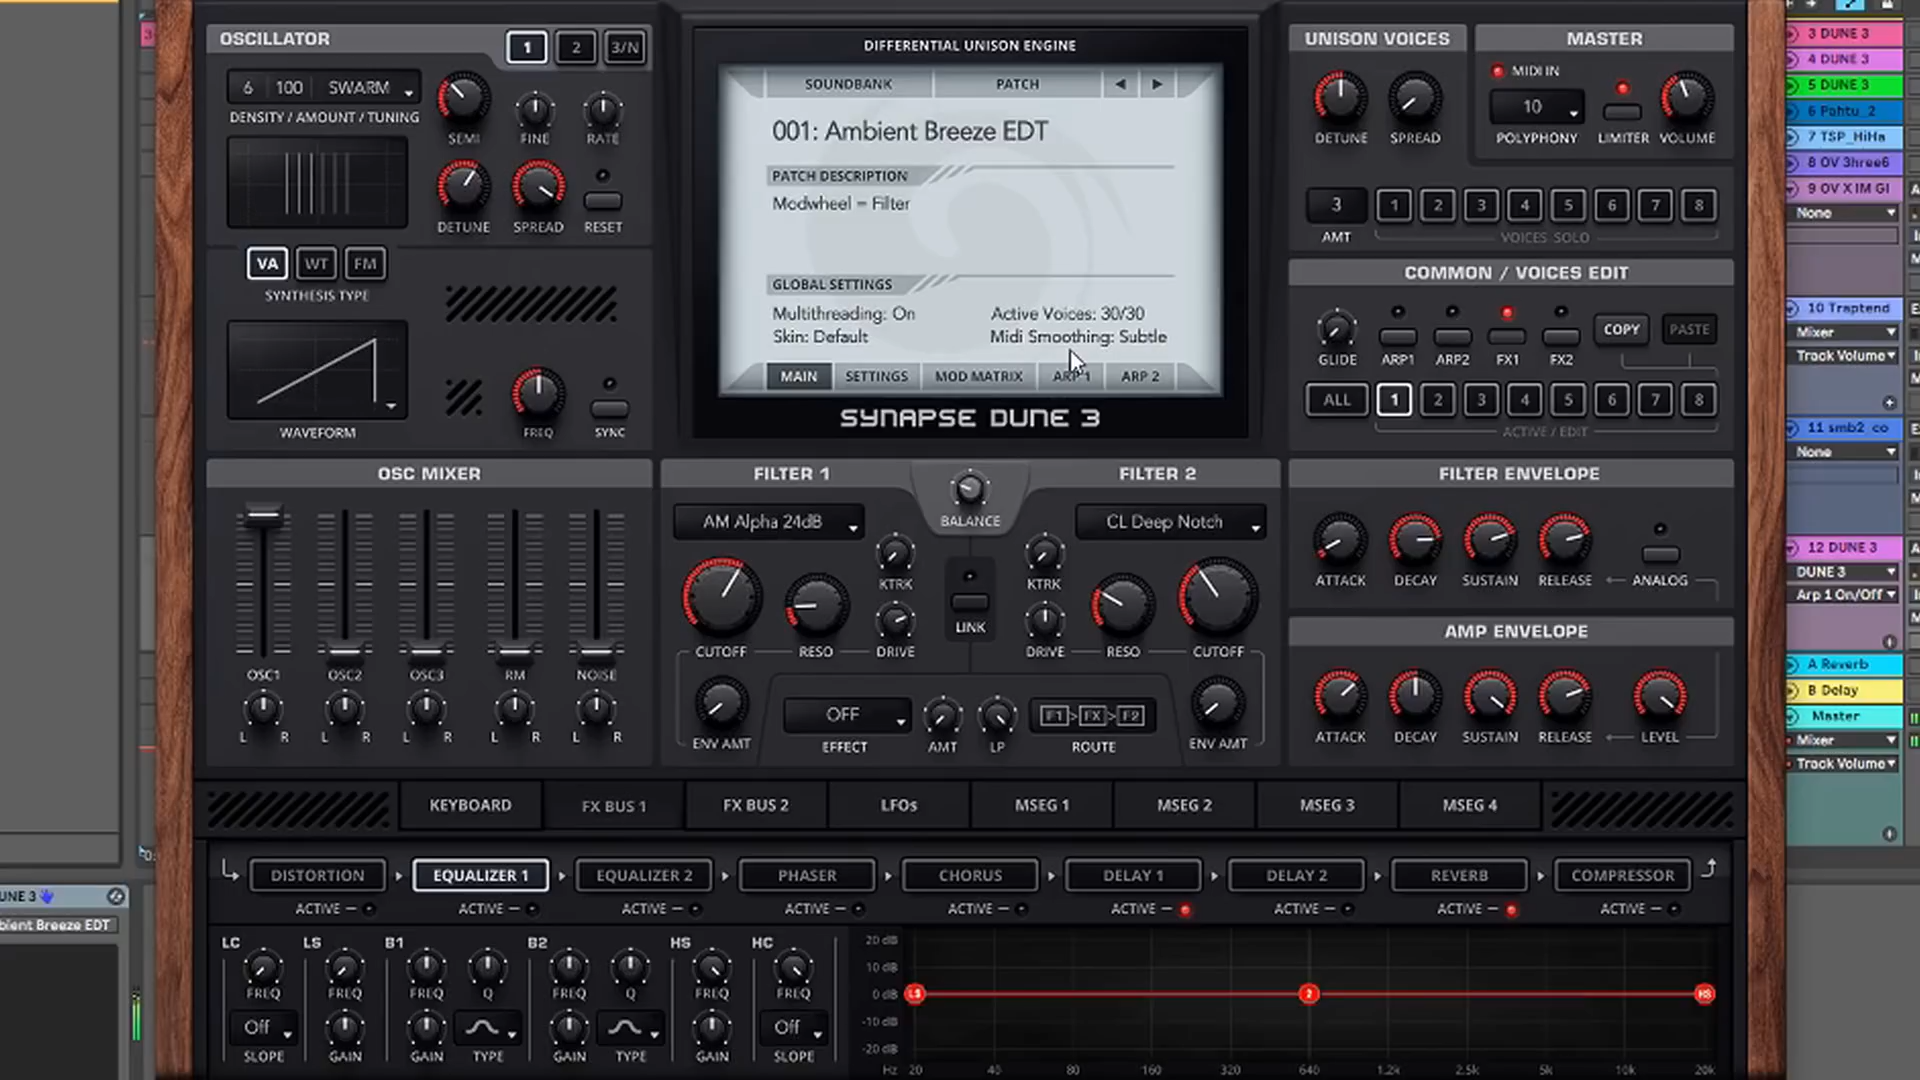 OSCILLATOR
1
2
3/N
6 100 SWARM
DENSITY / AMOUNT / TUNING
SEMI
FINE
RATE
DETUNE
SPREAD
RESET
VA
WT
FM
SYNTHESIS TYPE
WAVEFORM
FREQ
SYNC
DIFFERENTIAL UNISON ENGINE
SOUNDBANK
PATCH
001: Ambient Breeze EDT
PATCH DESCRIPTION
Modwheel = Filter
GLOBAL SETTINGS
Multithreading: On
Active Voices: 30/30
Skin: Default
Midi Smoothing: Subtle
MAIN
SETTINGS
MOD MATRIX
ARP 1
ARP 2
SYNAPSE DUNE 3
UNISON VOICES
DETUNE
SPREAD
MASTER
MIDI IN
10
POLYPHONY
LIMITER
VOLUME
3
AMT
1 2 3 4 5 6 7 8
VOICES SOLO
COMMON / VOICES EDIT
GLIDE
ARP1
ARP2
FX1
FX2
COPY
PASTE
ALL
1 2 3 4 5 6 7 8
ACTIVE / EDIT
OSC MIXER
OSC1
OSC2
OSC3
RM
NOISE
L R
L R
L R
L R
L R
FILTER 1
AM Alpha 24dB
BALANCE
FILTER 2
CL Deep Notch
KTRK
KTRK
LINK
CUTOFF
RESO
DRIVE
DRIVE
RESO
CUTOFF
ENV AMT
OFF
EFFECT
AMT
LP
F1>FX>F2
ROUTE
ENV AMT
FILTER ENVELOPE
ATTACK
DECAY
SUSTAIN
RELEASE
ANALOG
AMP ENVELOPE
ATTACK
DECAY
SUSTAIN
RELEASE
LEVEL
KEYBOARD
FX BUS 1
FX BUS 2
LFOs
MSEG 1
MSEG 2
MSEG 3
MSEG 4
DISTORTION
EQUALIZER 1
EQUALIZER 2
PHASER
CHORUS
DELAY 1
DELAY 2
REVERB
COMPRESSOR
ACTIVE
ACTIVE
ACTIVE
ACTIVE
ACTIVE
ACTIVE
ACTIVE
ACTIVE
ACTIVE
LC
LS
B1
B2
HS
HC
FREQ
FREQ
FREQ
Q
FREQ
Q
FREQ
FREQ
Off
Off
SLOPE
GAIN
GAIN
TYPE
GAIN
TYPE
GAIN
SLOPE
20 dB
10 dB
0 dB
-10 dB
-20 dB
LS
2
HS
Hz 20 40 80 160 320 640 1.2k 2.5k 5k 10k 20k
3 DUNE 3
4 DUNE 3
5 DUNE 3
6 Pahtu_2
7 TSP_HiHa
8 OV 3hree6
9 OV X IM GI
None
10 Traptend
Mixer
Track Volume
11 smb2_co
None
12 DUNE 3
DUNE 3
Arp 1 On/Off
A Reverb
B Delay
Master
Mixer
Track Volume
UNE 3
bient Breeze EDT